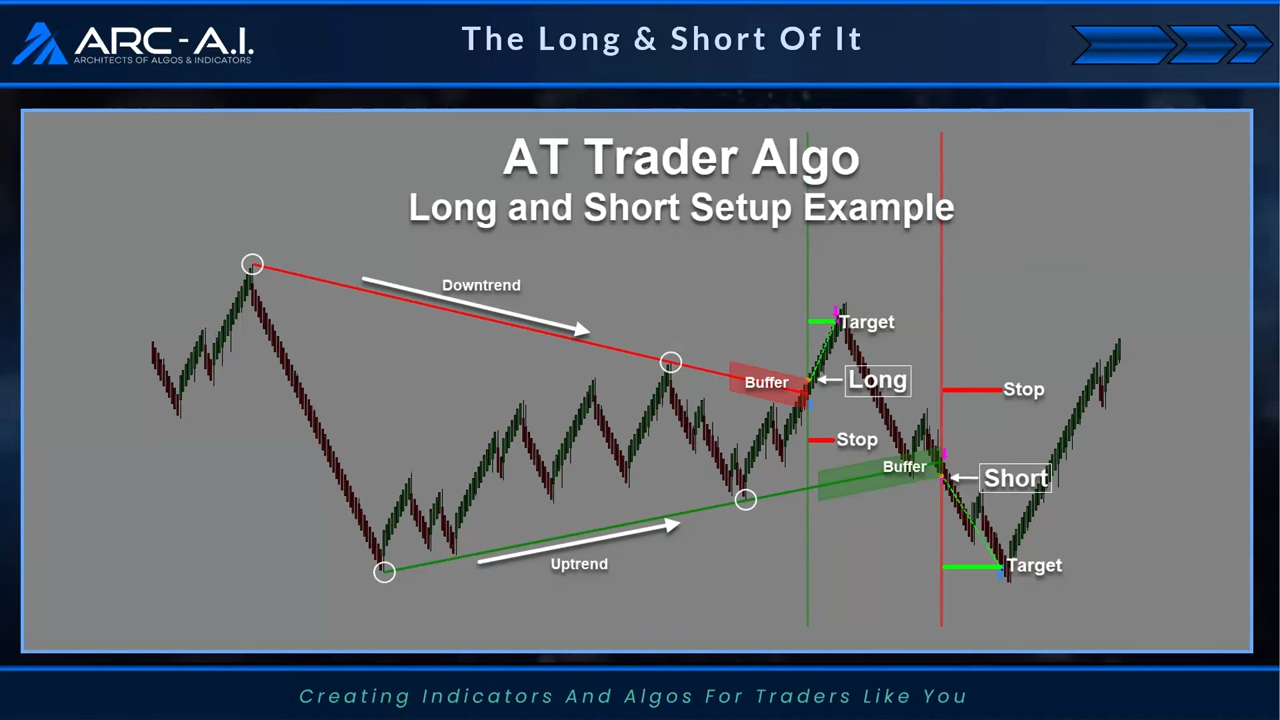 ARC-A.I.
ARCHITECTS OF ALGOS & INDICATORS
The Long & Short Of It
AT Trader Algo
Long and Short Setup Example
Downtrend
Target
Buffer
Long
Stop
Stop
Buffer
Short
Uptrend
Target
Creating Indicators And Algos For Traders Like You